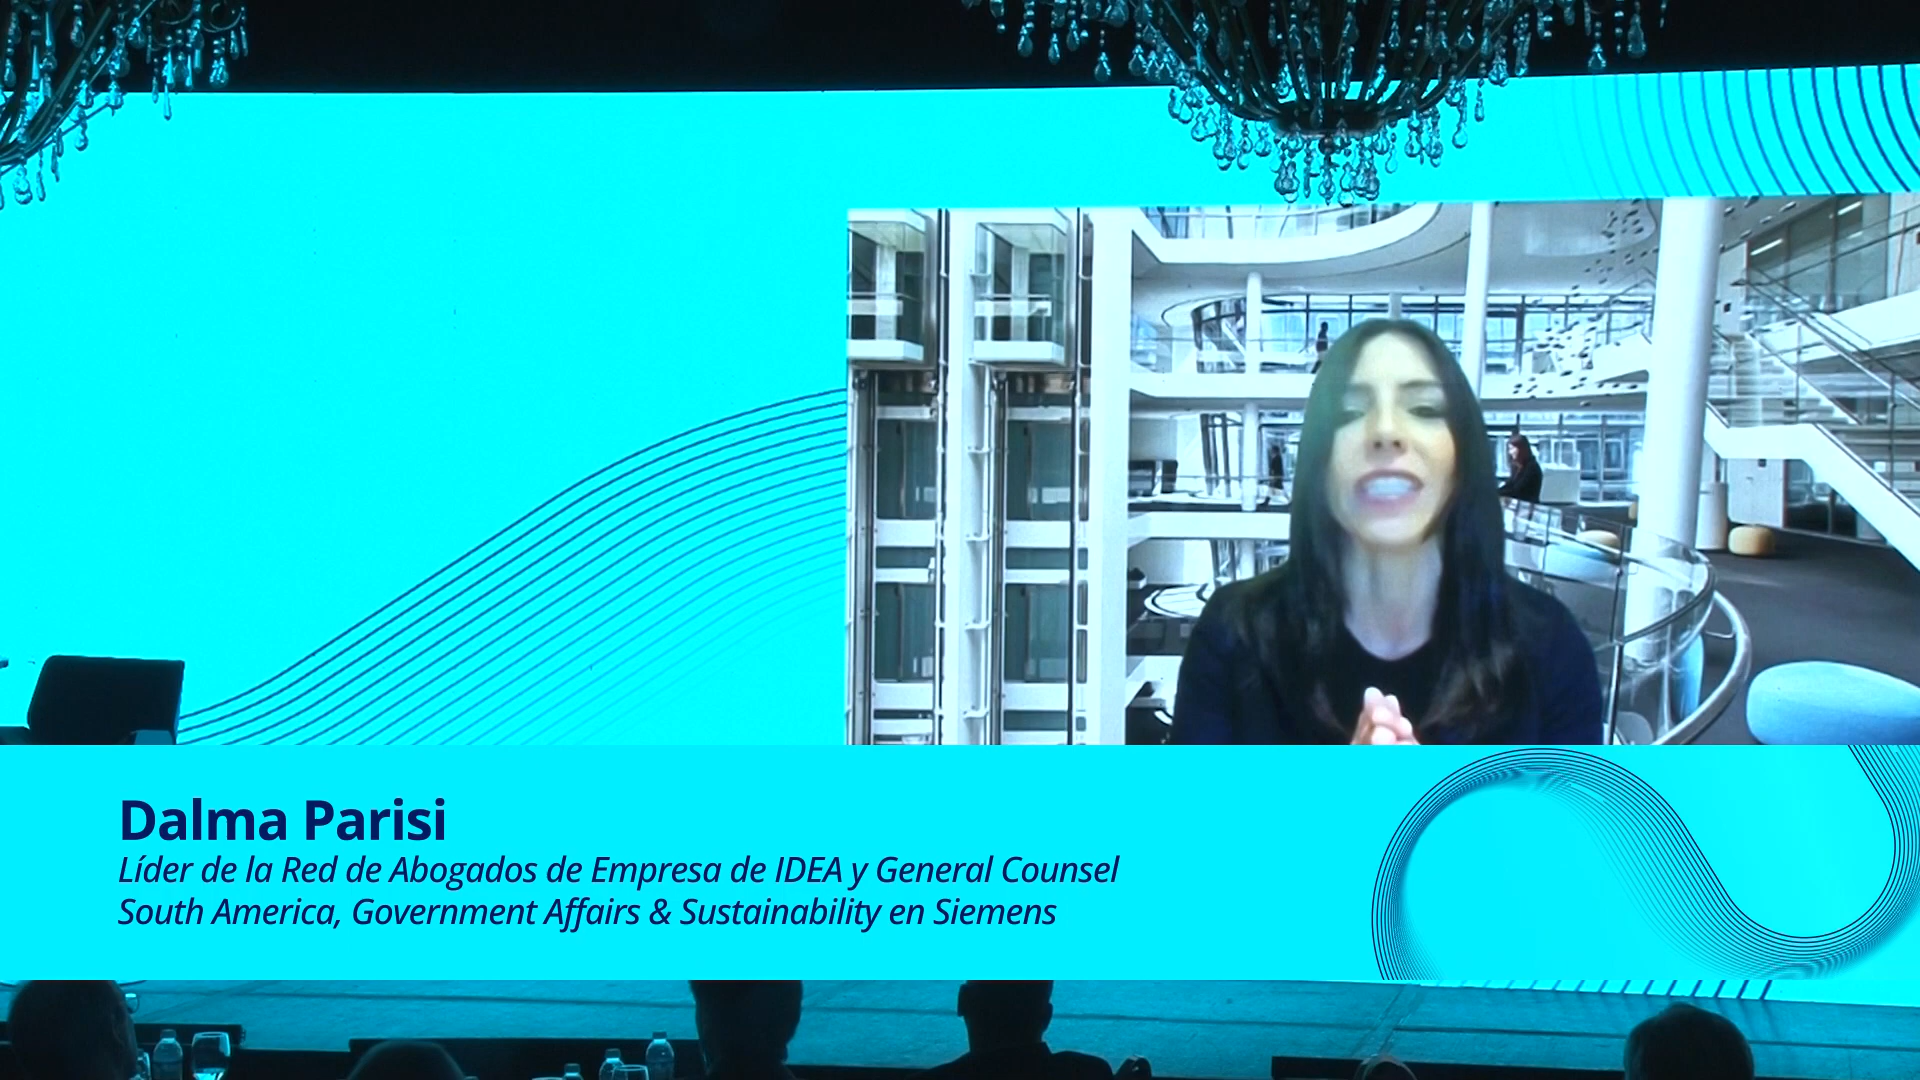 Dalma Parisi
Líder de la Red de Abogados de Empresa de IDEA y General Counsel
South America, Government Affairs & Sustainability en Siemens